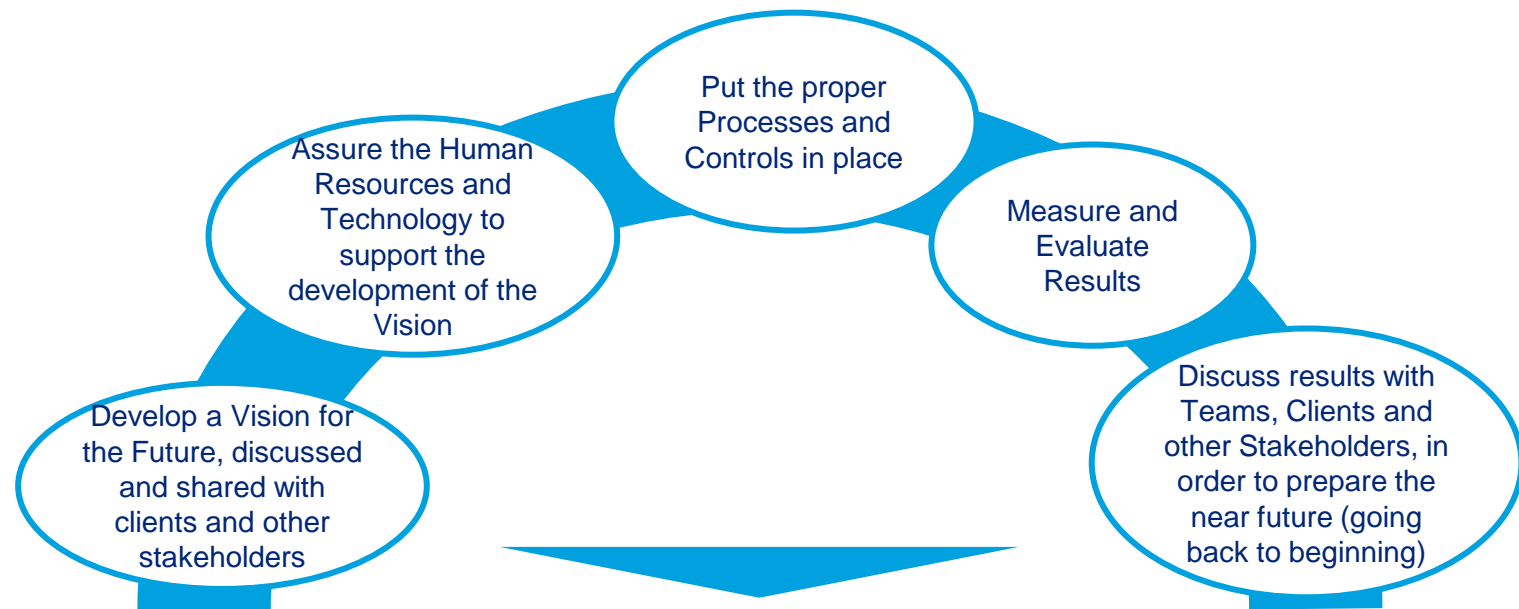 Develop a Vision for
the Future, discussed
and shared with
clients and other
stakeholders
Assure the Human
Resources and
Technology to
support the
development of the
Vision
Put the proper
Processes and
Controls in place
Measure and
Evaluate
Results
Discuss results with
Teams, Clients and
other Stakeholders, in
order to prepare the
near future (going
back to beginning)